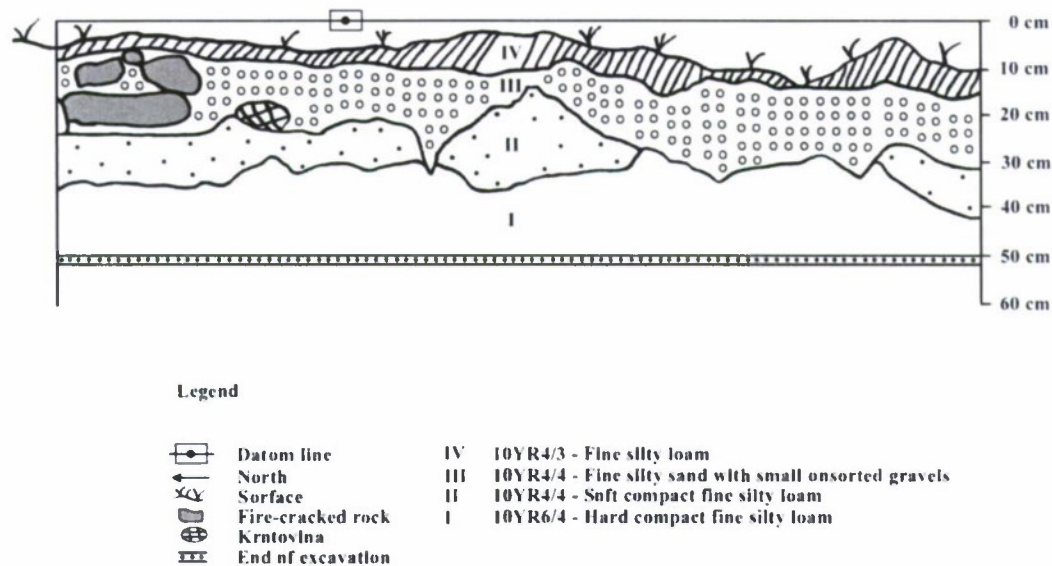 0 cm
IV
10 cm
III
20 cm
II
30 cm
I
40 cm
50 cm
60 cm
Legend
Datom line
North
Sorface
Fire-cracked rock
Krntovlna
End nf excavation
IV 10YR4/3 - Fine silty loam
III 10YR4/4 - Fine silty sand with small onsorted gravels
II 10YR4/4 - Snft compact fine silty loam
I 10YR6/4 - Hard compact fine silty loam